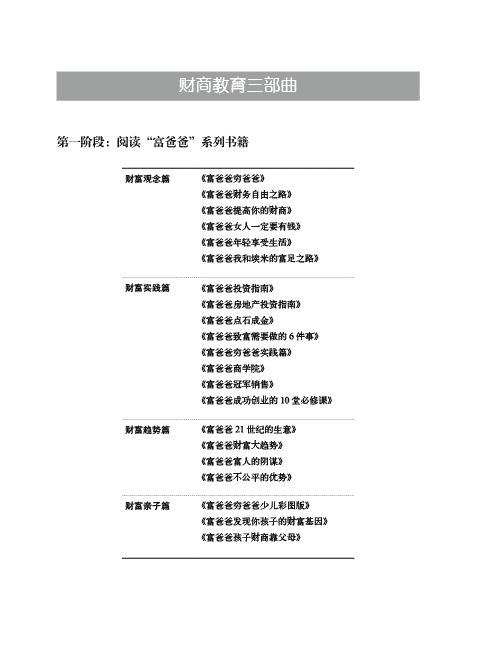 财商教育三部曲
第一阶段：阅读“富爸爸”系列书籍
财富观念篇 《富爸爸穷爸爸》
《富爸爸财务自由之路》
《富爸爸提高你的财商》
《富爸爸女人一定要有钱》
《富爸爸年轻享受生活》
《富爸爸我和埃米的富足之路》
财富实践篇 《富爸爸投资指南》
《富爸爸房地产投资指南》
《富爸爸点石成金》
《富爸爸致富需要做的6件事》
《富爸爸穷爸爸实践篇》
《富爸爸商学院》
《富爸爸冠军销售》
《富爸爸成功创业的10堂必修课》
财富趋势篇 《富爸爸21世纪的生意》
《富爸爸财富大趋势》
《富爸爸富人的阴谋》
《富爸爸不公平的优势》
财富亲子篇 《富爸爸穷爸爸少儿彩图版》
《富爸爸发现你孩子的财富基因》
《富爸爸孩子财商靠父母》